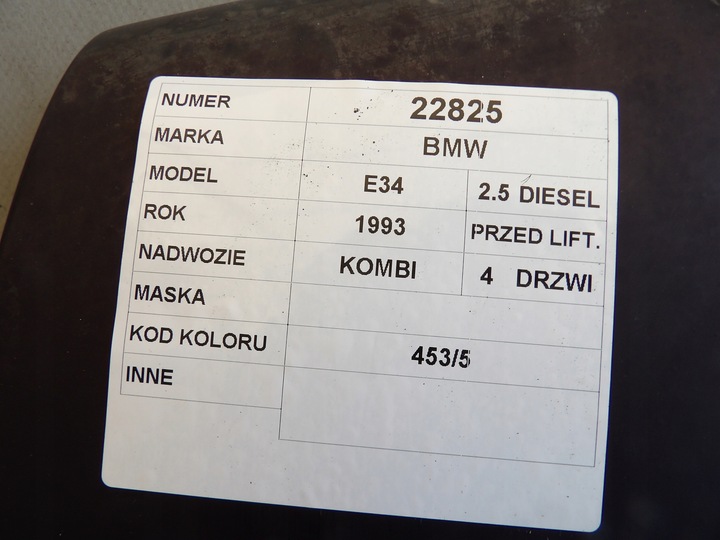 NUMER 22825
MARKA BMW
MODEL E34 2.5 DIESEL
ROK 1993 PRZED LIFT.
NADWOZIE KOMBI 4 DRZWI
MASKA
KOD KOLORU 453/5
INNE